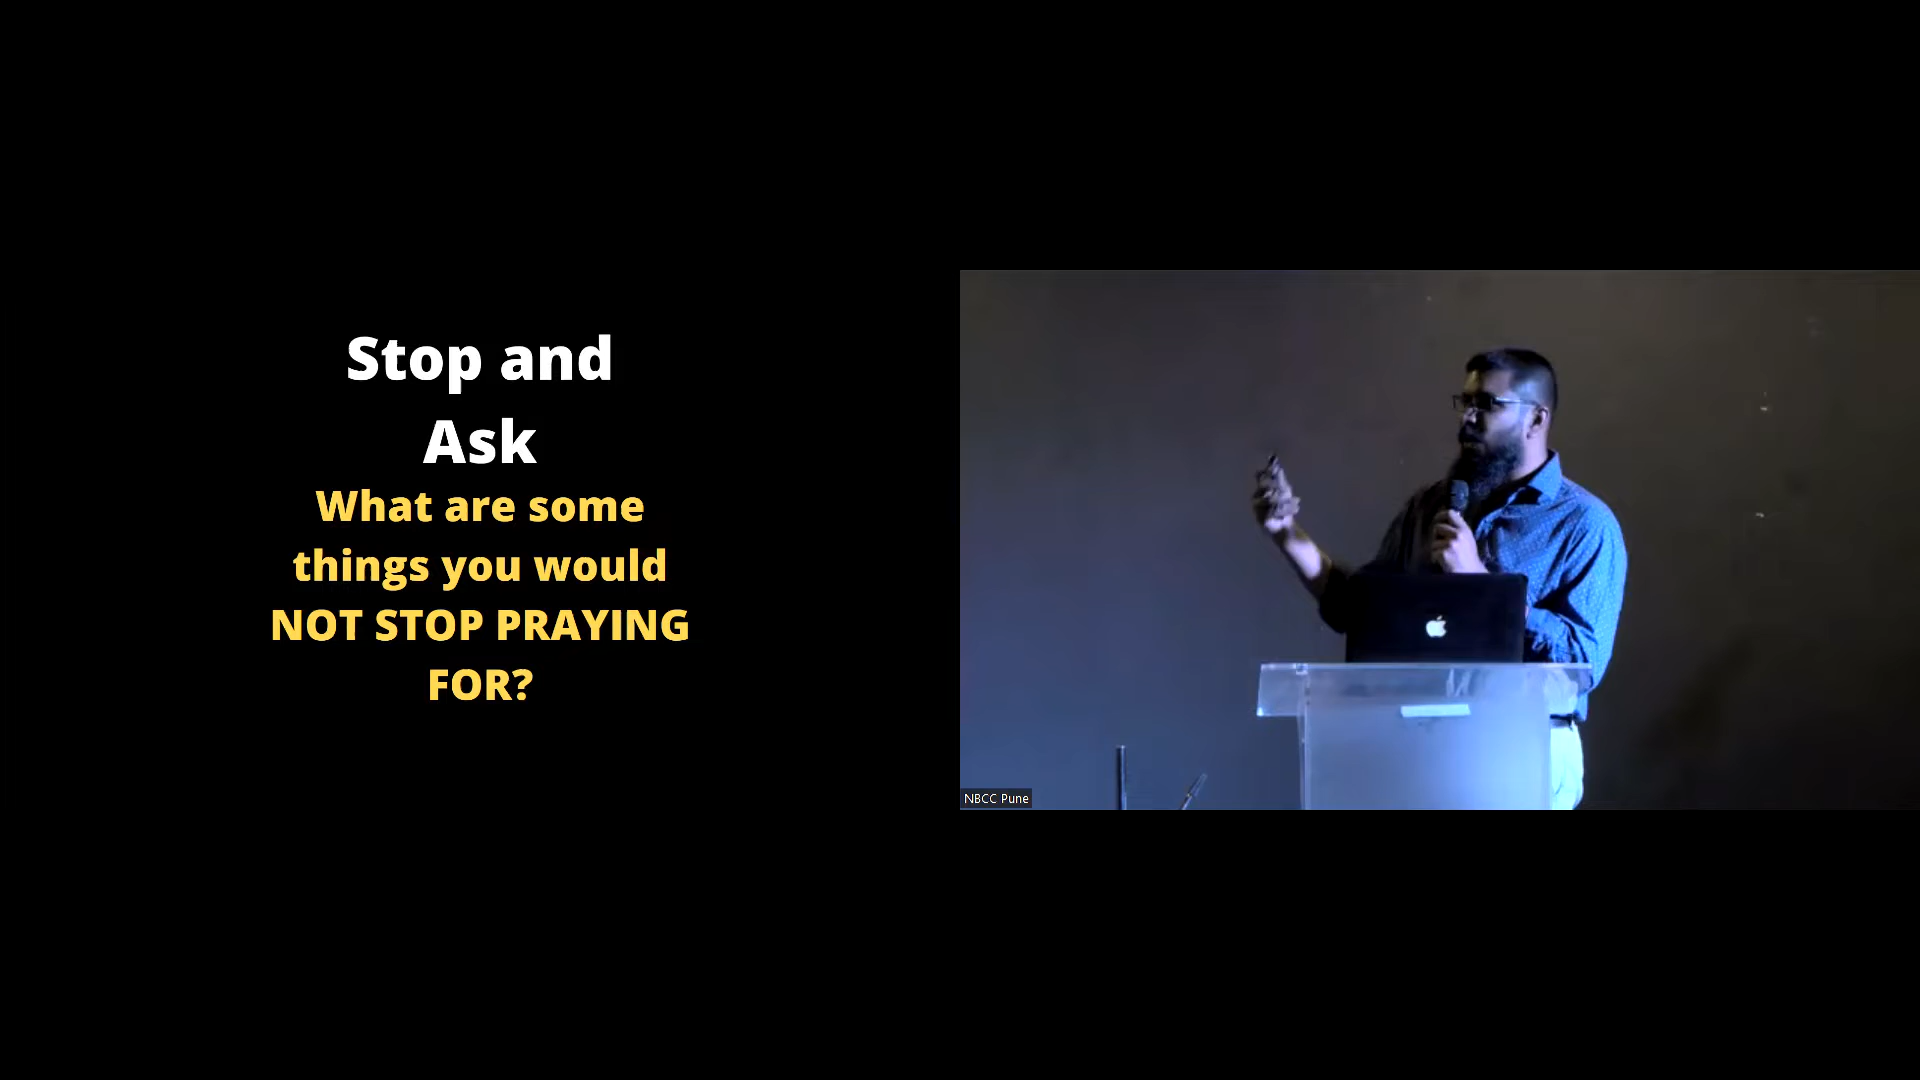 Stop and
Ask
What are some
things you would
NOT STOP PRAYING
FOR?
NBCC Pune